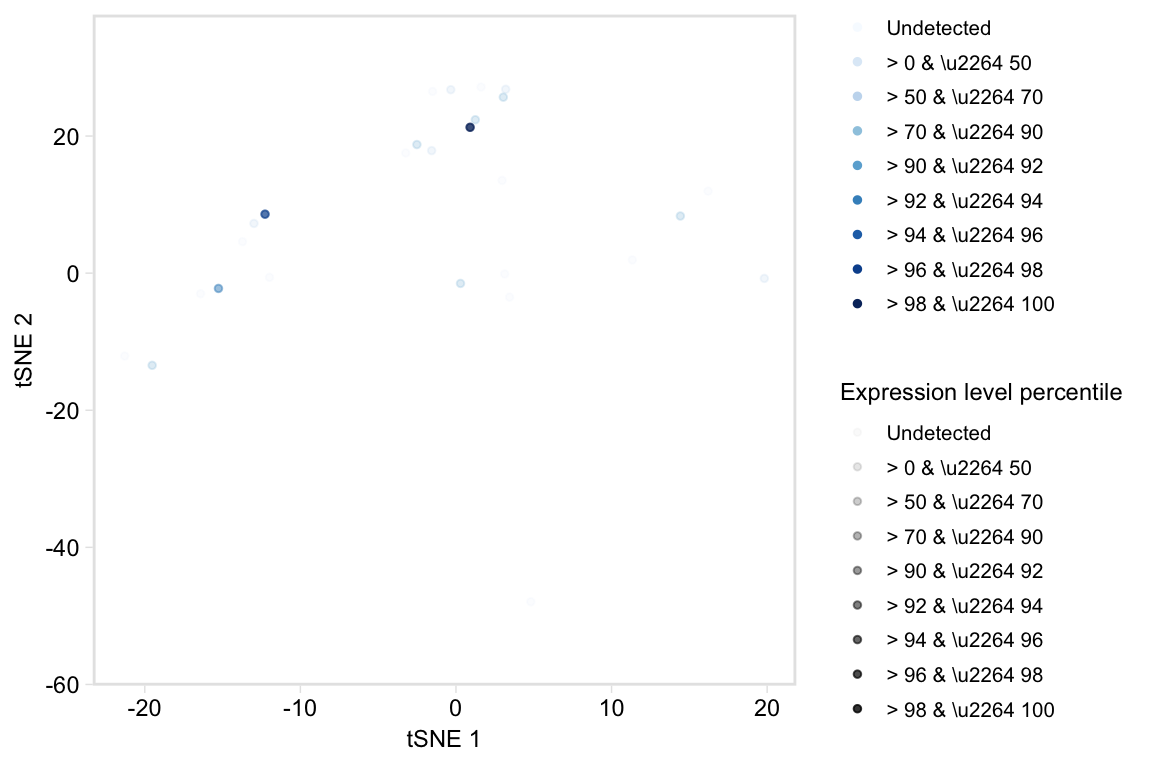 Undetected
> 0 & \u2264 50
> 50 & \u2264 70
> 70 & \u2264 90
> 90 & \u2264 92
> 92 & \u2264 94
> 94 & \u2264 96
> 96 & \u2264 98
> 98 & \u2264 100
Expression level percentile
Undetected
> 0 & \u2264 50
> 50 & \u2264 70
> 70 & \u2264 90
> 90 & \u2264 92
> 92 & \u2264 94
> 94 & \u2264 96
> 96 & \u2264 98
> 98 & \u2264 100
tSNE 2
20
0
-20
-40
-60
-20 -10 0 10 20
tSNE 1